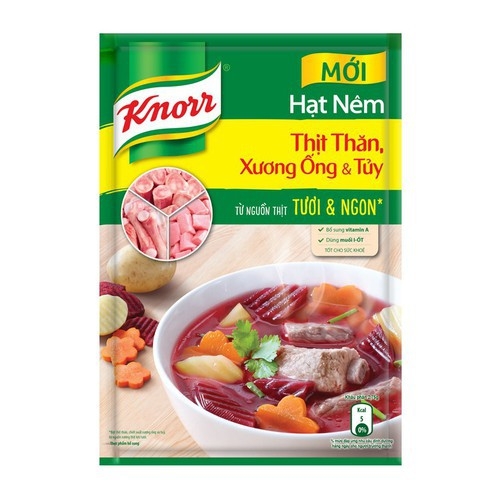 MỚI
Knorr®
Hạt Nêm
Thịt Thăn,
Xương Ống & Tủy
TỪ NGUỒN THỊT TƯƠI & NGON*
Bổ sung vitamin A
Dùng muối I-ỐT
TỐT CHO SỨC KHOẺ
Kcal
5
0%